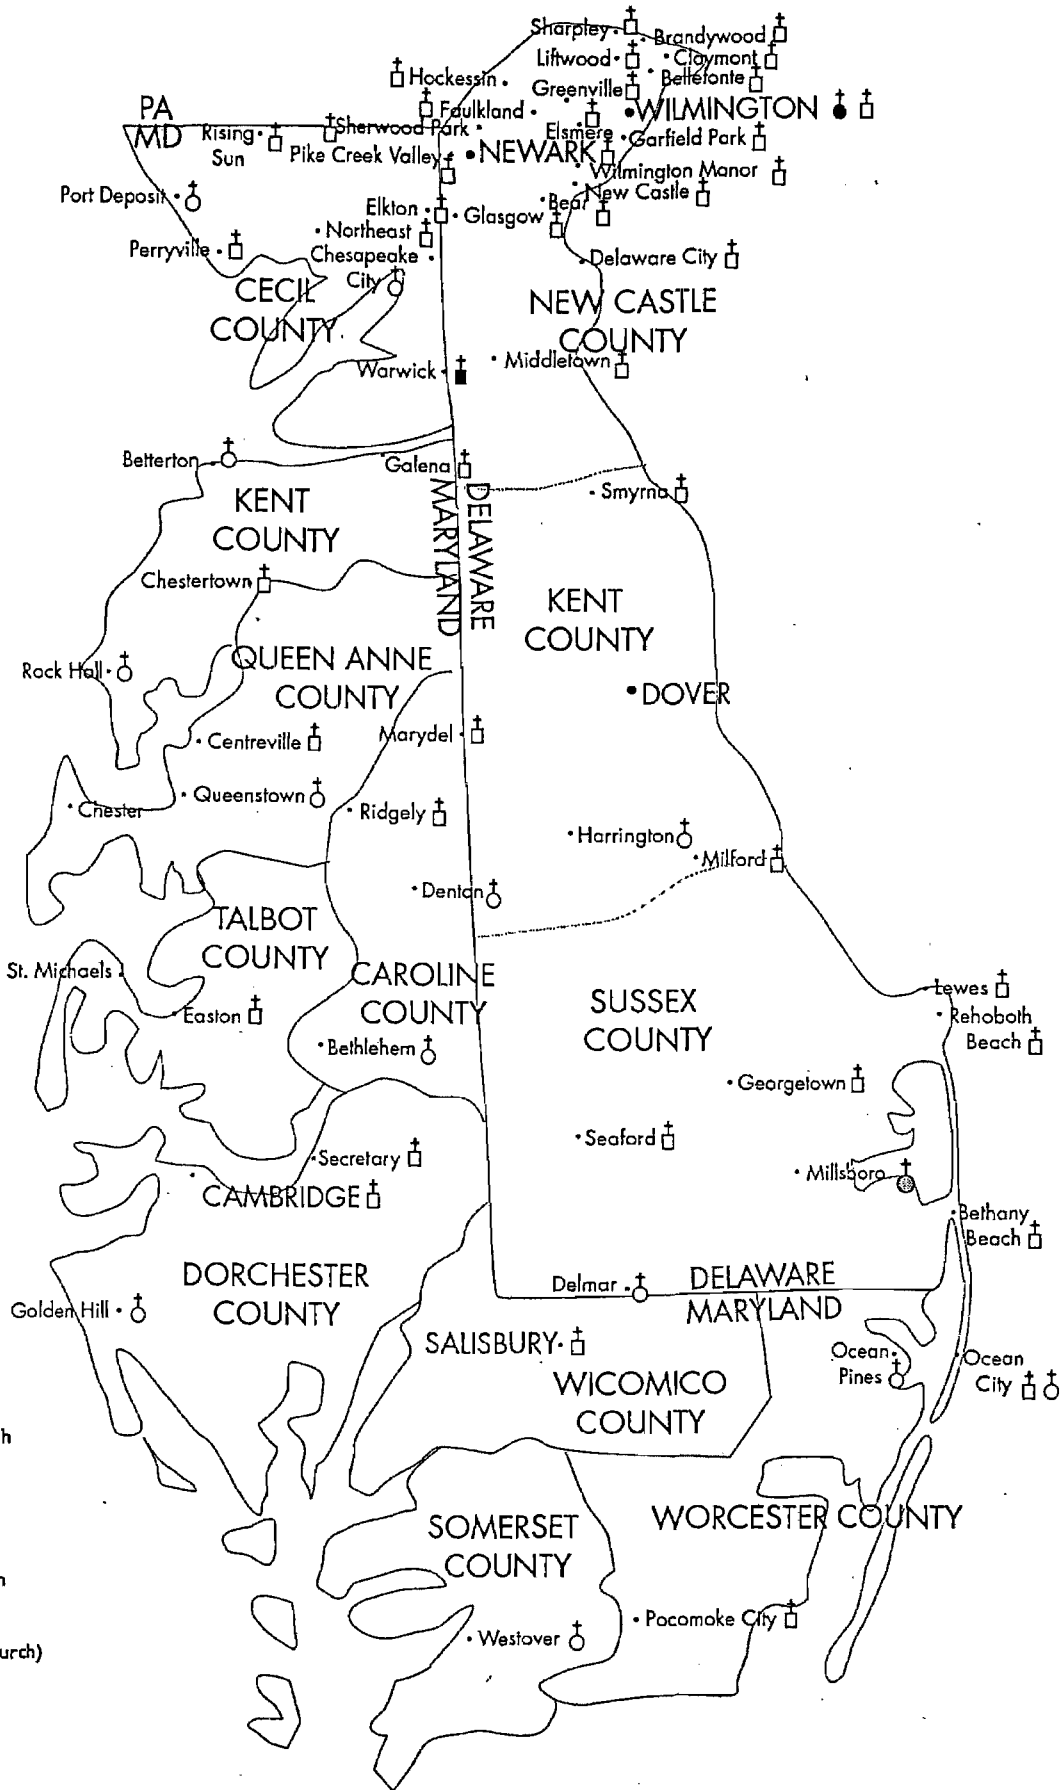 Sharpley
Brandywood
Liftwood
Claymont
Hockessin
Greenville
Bellefonte
PA
Faulkland
WILMINGTON
MD
Rising
Sun
Sherwood Park
Elsmere
Garfield Park
Pike Creek Valley
NEWARK
Wilmington Manor
Port Deposit
New Castle
Elkton
Glasgow
Bear
Northeast
Perryville
Chesapeake
City
Delaware City
CECIL
COUNTY
NEW CASTLE
COUNTY
Warwick
Middletown
Betterton
Galena
Smyrna
KENT
COUNTY
MARYLAND
DELAWARE
Chestertown
KENT
COUNTY
Rock Hall
QUEEN ANNE
COUNTY
DOVER
Marydel
Centreville
Queenstown
Chester
Ridgely
Harrington
Milford
Denton
TALBOT
COUNTY
St. Michaels
CAROLINE
COUNTY
SUSSEX
COUNTY
Lewes
Easton
Rehoboth
Beach
Bethlehem
Georgetown
Seaford
Secretary
Millsboro
CAMBRIDGE
Bethany
Beach
DORCHESTER
COUNTY
Delmar
DELAWARE
MARYLAND
Golden Hill
SALISBURY
Ocean
Pines
Ocean
City
WICOMICO
COUNTY
h
WORCESTER COUNTY
SOMERSET
COUNTY
Pocomoke City
Westover
urch)